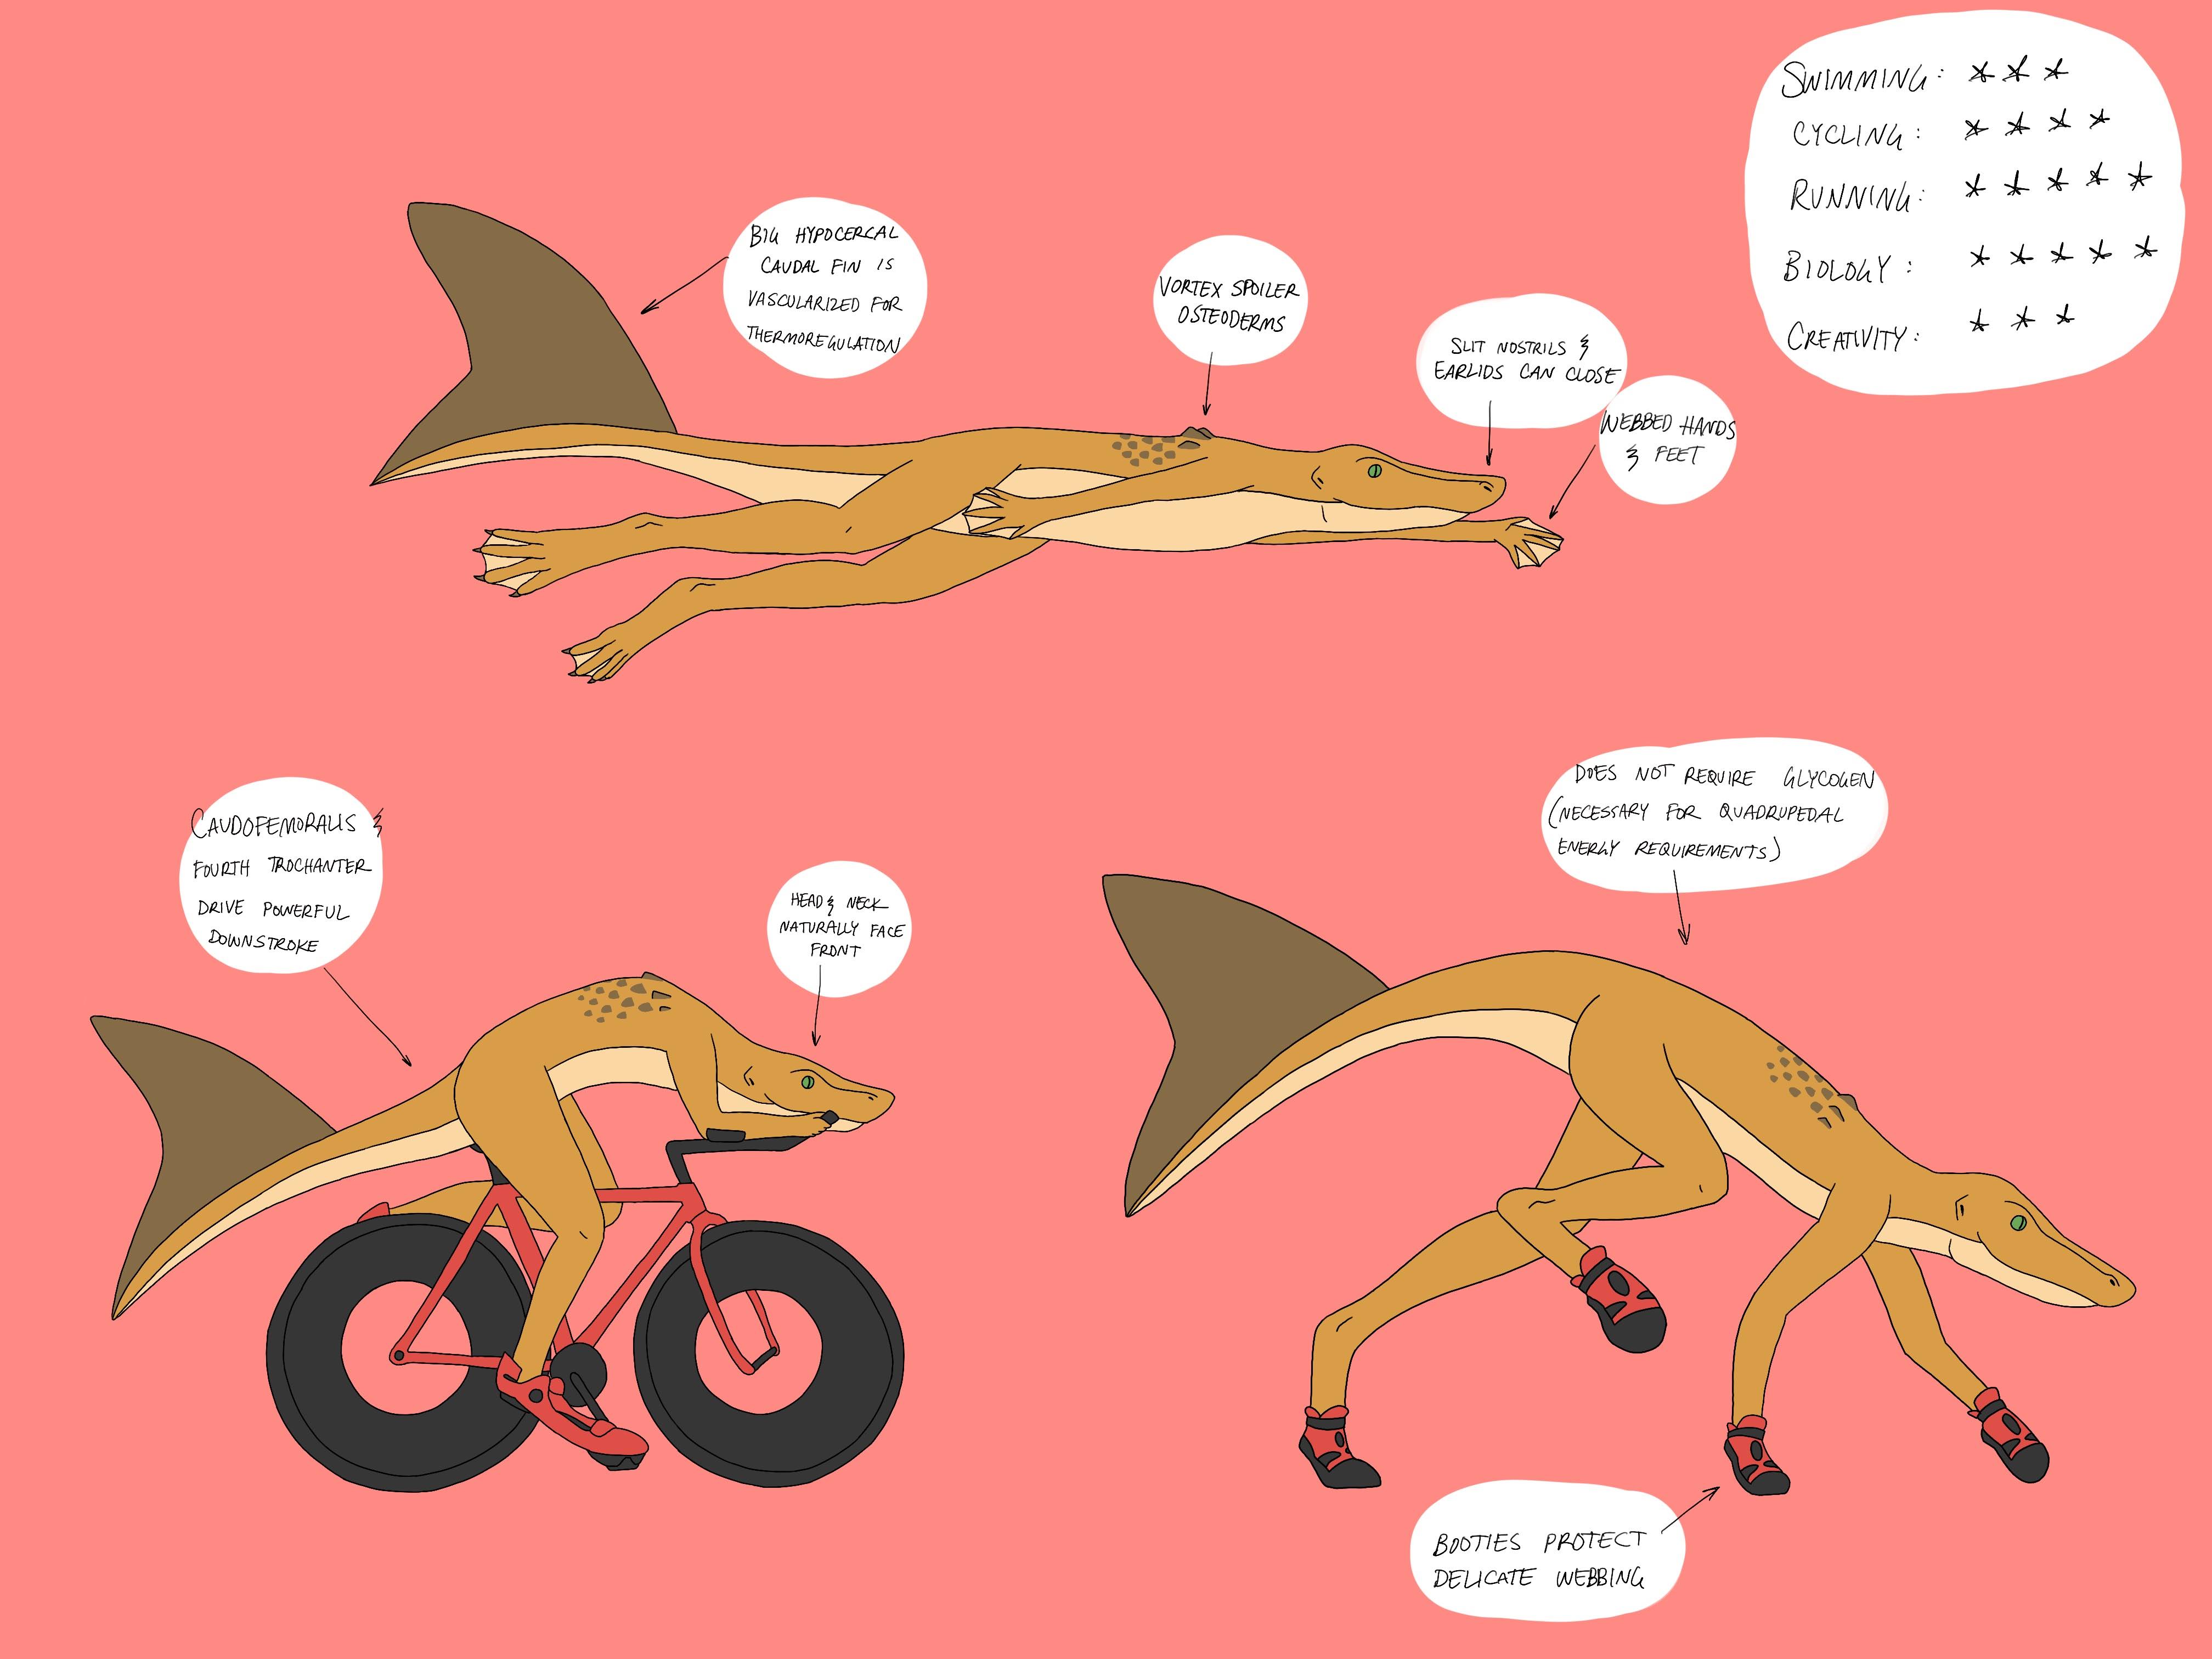 SWIMMING: * * *
CYCLING: * * * *
RUNNING: * * * * *
BIOLOGY: * * * * *
CREATIVITY: * * *
BIG HYPOCERCAL
CAUDAL FIN IS
VASCULARIZED FOR
THERMOREGULATION
VORTEX SPOILER
OSTEODERMS
SLIT NOSTRILS &
EARLIDS CAN CLOSE
WEBBED HANDS
& FEET
CAUDOFEMORALIS &
FOURTH TROCHANTER
DRIVE POWERFUL
DOWNSTROKE
HEAD & NECK
NATURALLY FACE
FRONT
DOES NOT REQUIRE GLYCOGEN
(NECESSARY FOR QUADRUPEDAL
ENERGY REQUIREMENTS)
BOOTIES PROTECT
DELICATE WEBBING